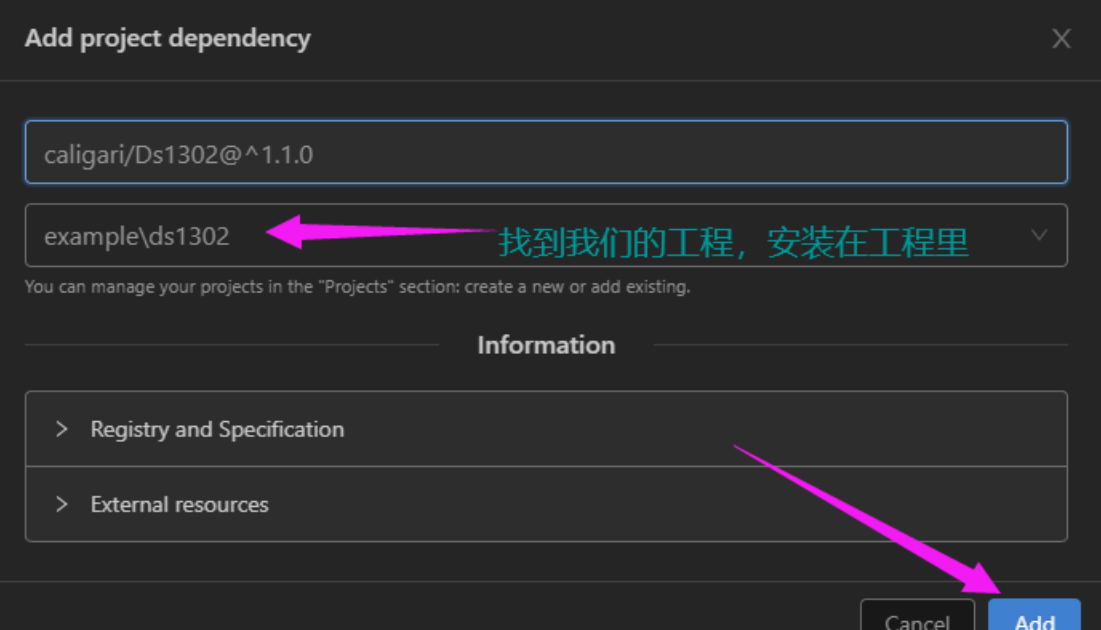 Add project dependency
caligari/Ds1302@^1.1.0
example\ds1302
找到我们的工程，安装在工程里
You can manage your projects in the "Projects" section: create a new or add existing.
Information
Registry and Specification
External resources
Cancel
Add